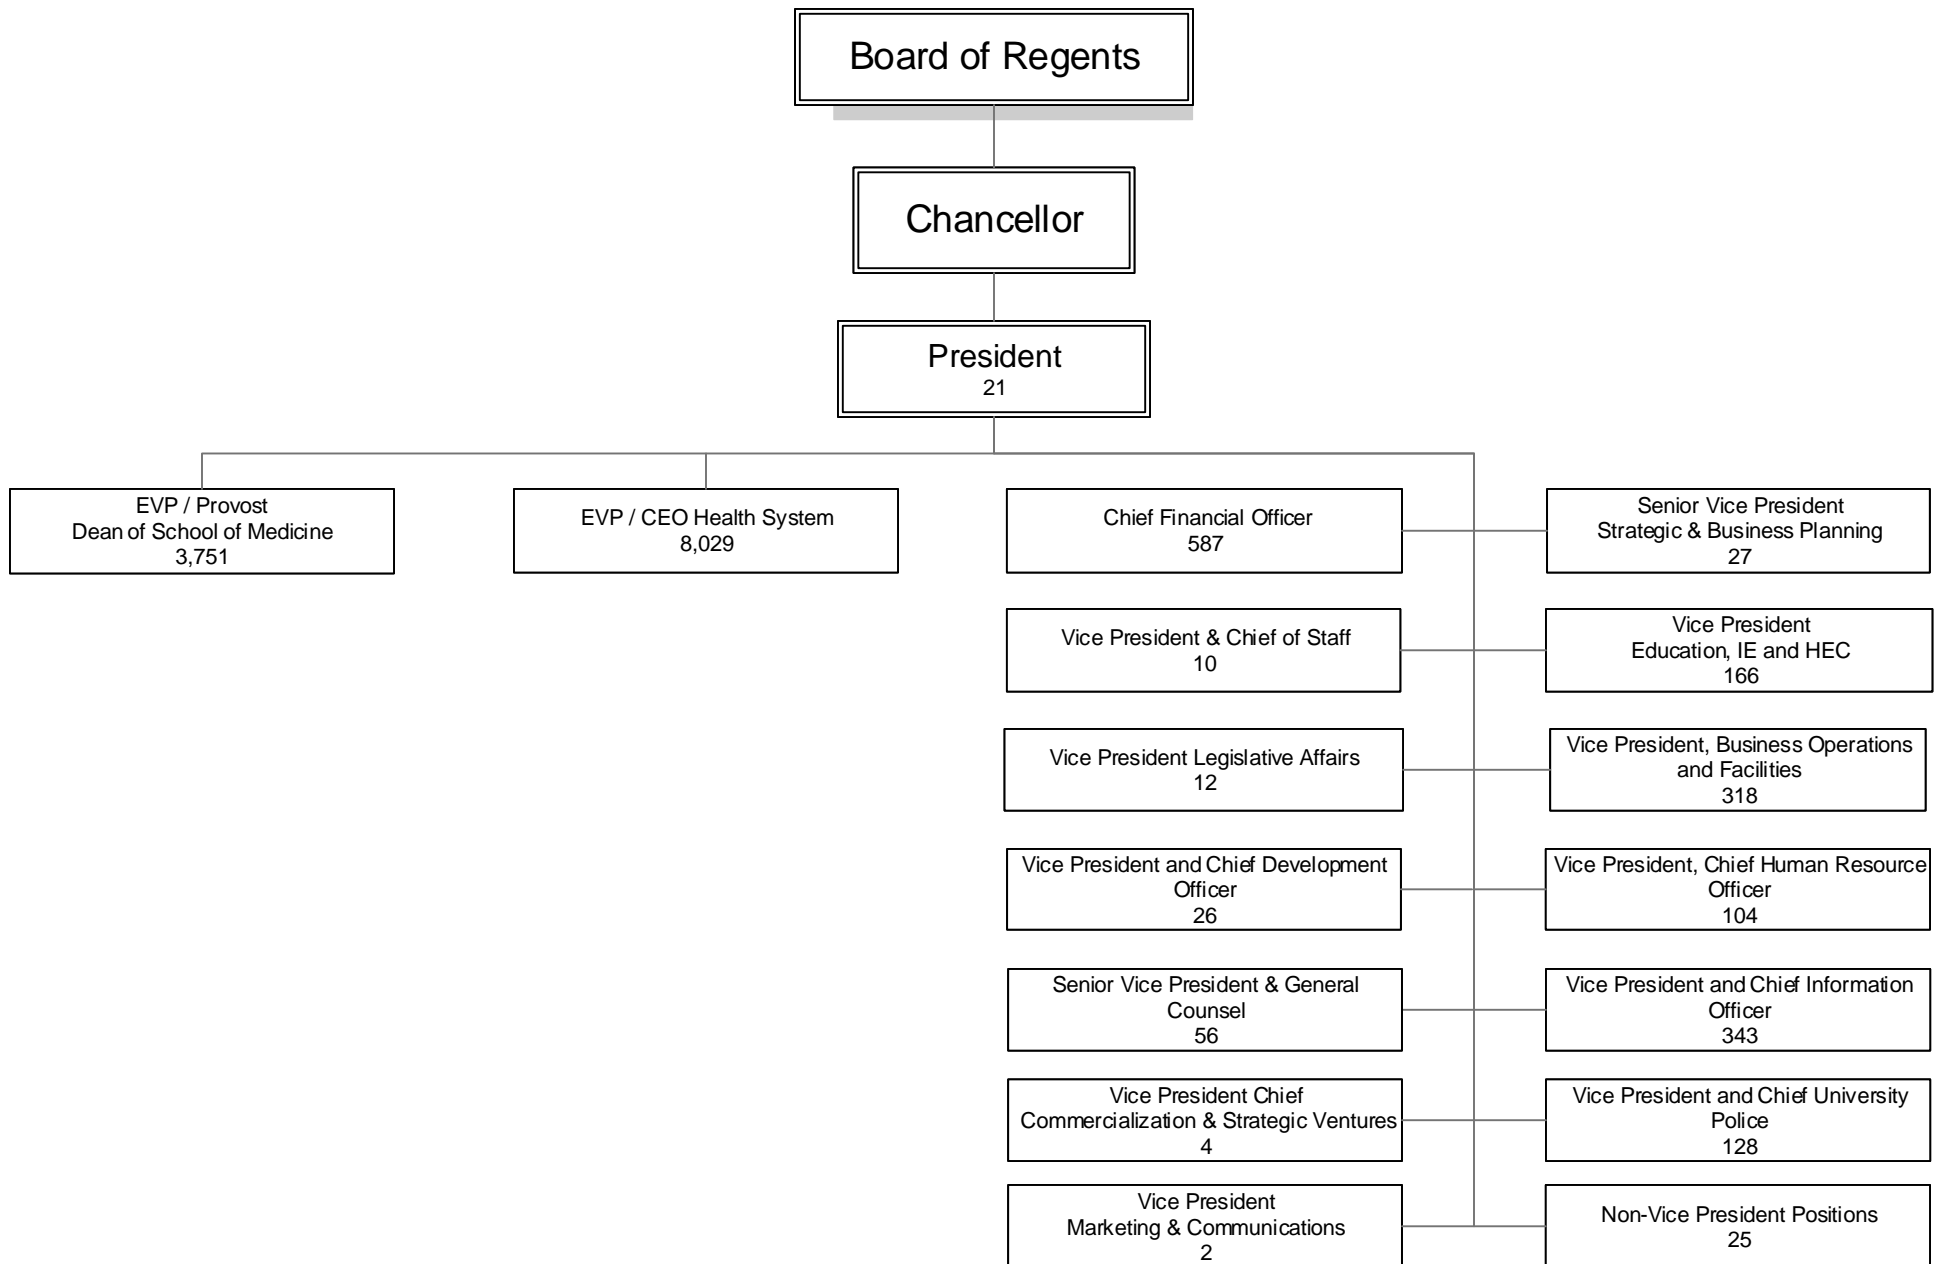 Board of Regents
Chancellor
President
21
EVP / Provost
Dean of School of Medicine
3,751
EVP / CEO Health System
8,029
Chief Financial Officer
587
Senior Vice President
Strategic & Business Planning
27
Vice President & Chief of Staff
10
Vice President
Education, IE and HEC
166
Vice President Legislative Affairs
12
Vice President, Business Operations
and Facilities
318
Vice President and Chief Development
Officer
26
Vice President, Chief Human Resource
Officer
104
Senior Vice President & General
Counsel
56
Vice President and Chief Information
Officer
343
Vice President Chief
Commercialization & Strategic Ventures
4
Vice President and Chief University
Police
128
Vice President
Marketing & Communications
2
Non-Vice President Positions
25